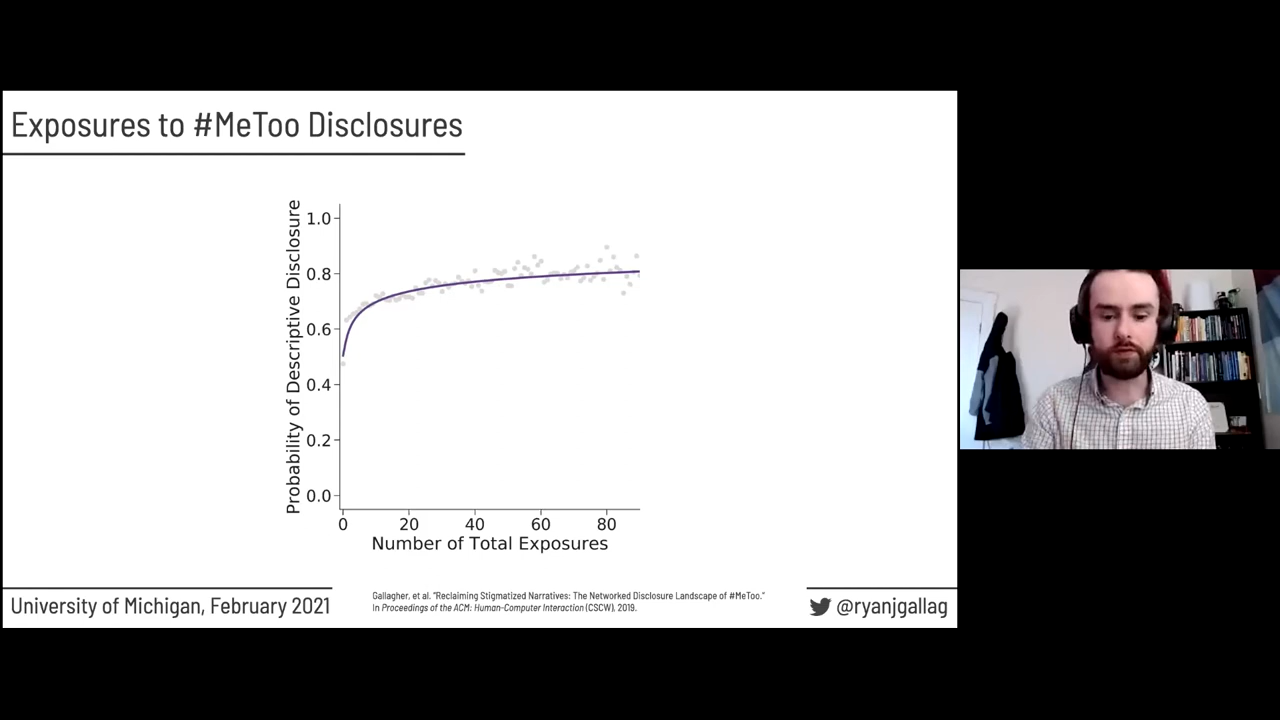 Exposures to #MeToo Disclosures
Probability of Descriptive Disclosure
1.0
0.8
0.6
0.4
0.2
0.0
0 20 40 60 80
Number of Total Exposures
University of Michigan, February 2021
Gallagher, et al. "Reclaiming Stigmatized Narratives: The Networked Disclosure Landscape of #MeToo."
In Proceedings of the ACM: Human-Computer Interaction (CSCW), 2019.
@ryanjgallag